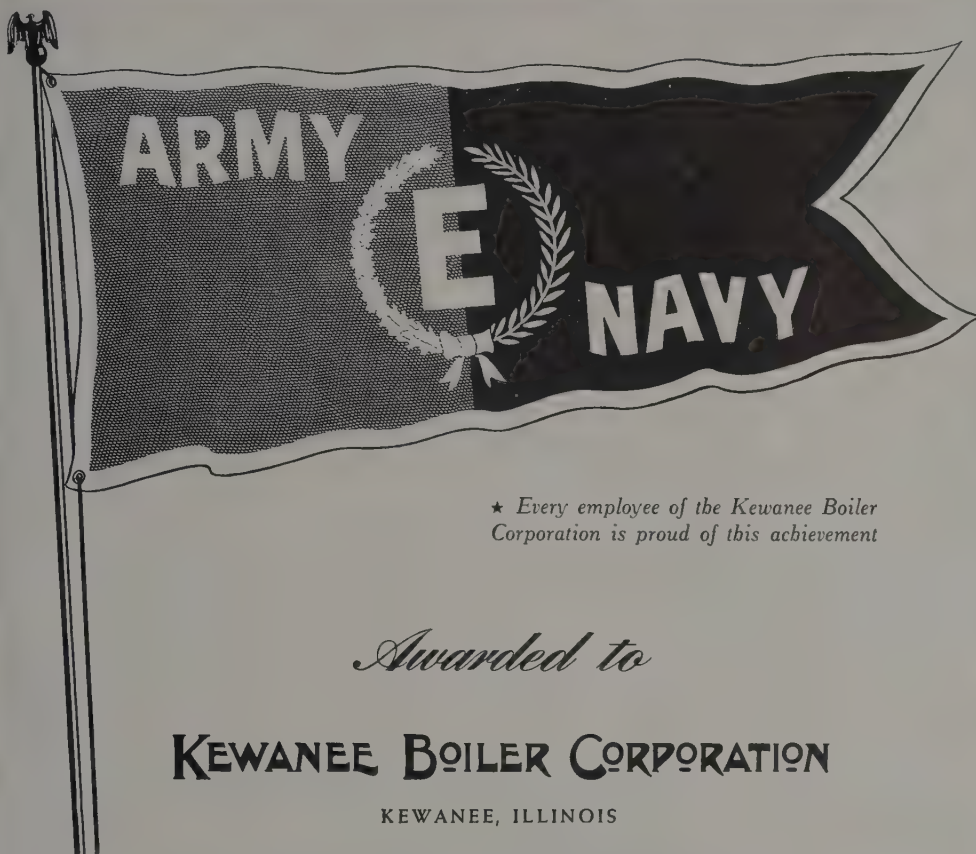 ARMY
E
NAVY
★ Every employee of the Kewanee Boiler
Corporation is proud of this achievement
Awarded to
KEWANEE BOILER CORPORATION
KEWANEE, ILLINOIS